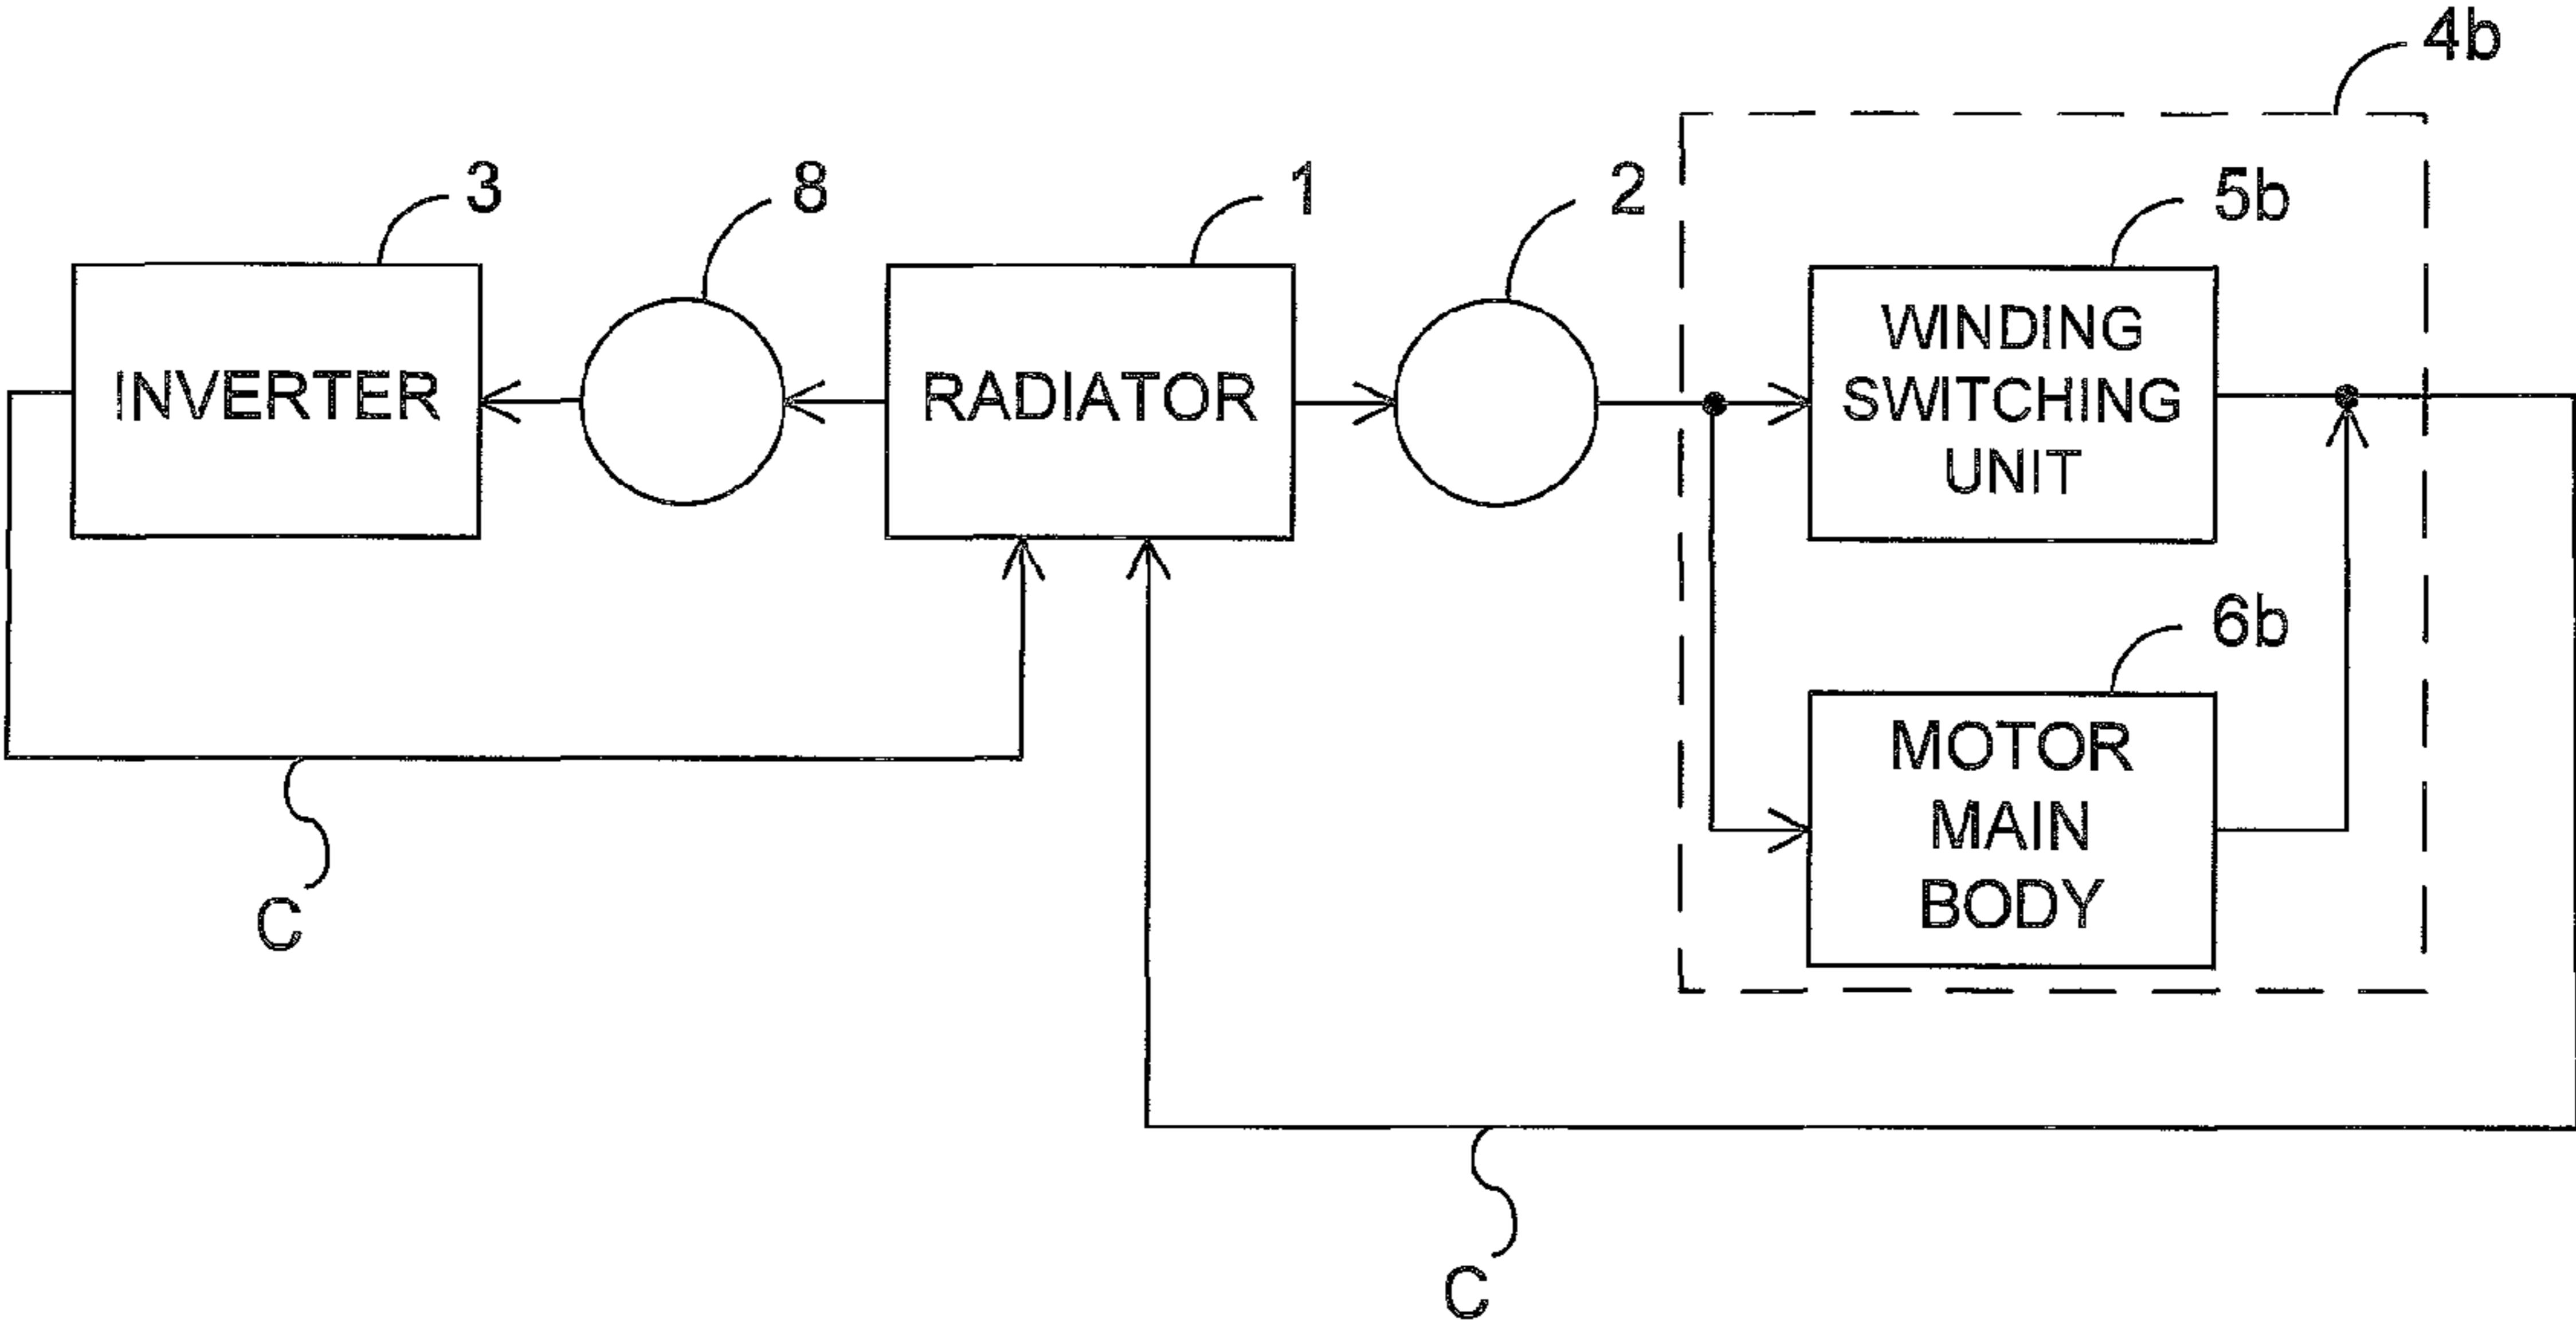 4b
3
8
1
2
5b
INVERTER
RADIATOR
WINDING
SWITCHING
UNIT
6b
MOTOR
MAIN
BODY
C
C